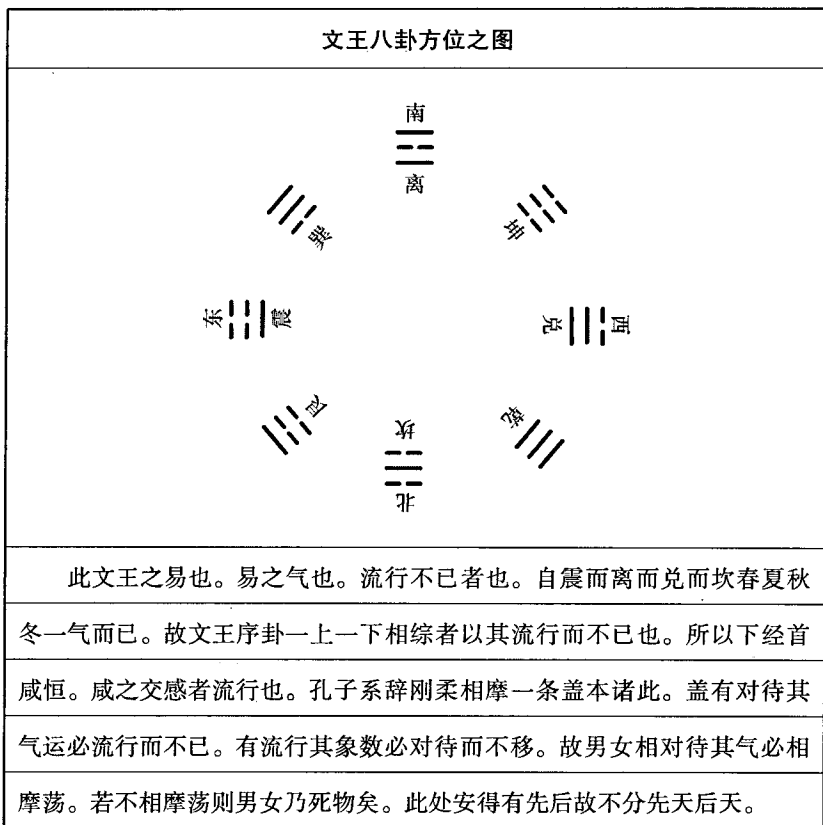 文王八卦方位之图
南
离
巽
坤
东
震
兑
西
艮
乾
坎
北
此文王之易也。易之气也。流行不已者也。自震而离而兑而坎春夏秋
冬一气而已。故文王序卦一上一下相综者以其流行而不已也。所以下经首
咸恒。咸之交感者流行也。孔子系辞刚柔相摩一条盖本诸此。盖有对待其
气运必流行而不已。有流行其象数必对待而不移。故男女相对待其气必相
摩荡。若不相摩荡则男女乃死物矣。此处安得有先后故不分先天后天。